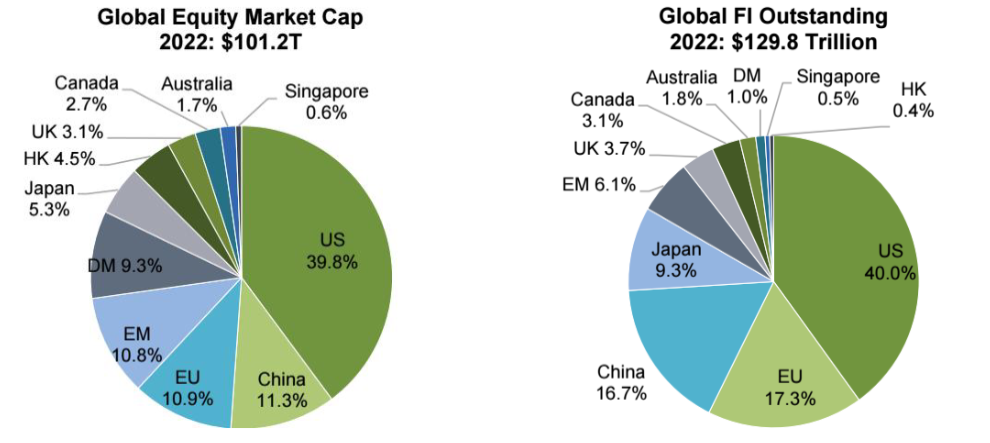 Global Equity Market Cap
2022: $101.2T
Canada
2.7%
Australia
1.7%
Singapore
0.6%
UK 3.1%
HK 4.5%
Japan
5.3%
DM 9.3%
EM
10.8%
EU
10.9%
China
11.3%
US
39.8%
Global FI Outstanding
2022: $129.8 Trillion
Canada
3.1%
Australia
1.8%
DM
1.0%
Singapore
0.5%
HK
0.4%
UK 3.7%
EM 6.1%
Japan
9.3%
China
16.7%
EU
17.3%
US
40.0%